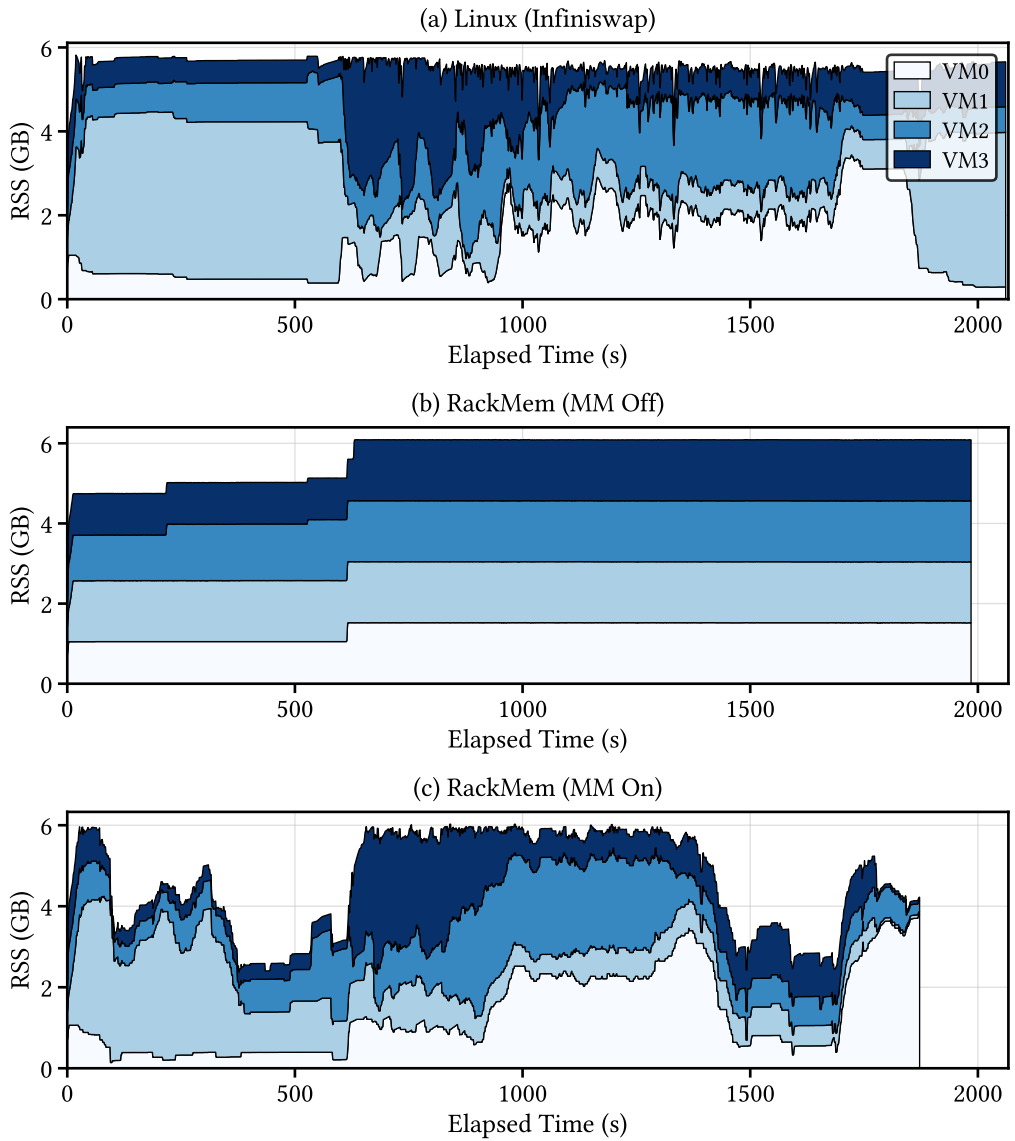 (a) Linux (Infiniswap)
6
4
2
0
RSS (GB)
VM0
VM1
VM2
VM3
0 500 1000 1500 2000
Elapsed Time (s)
(b) RackMem (MM Off)
6
4
2
0
RSS (GB)
0 500 1000 1500 2000
Elapsed Time (s)
(c) RackMem (MM On)
6
4
2
0
RSS (GB)
0 500 1000 1500 2000
Elapsed Time (s)